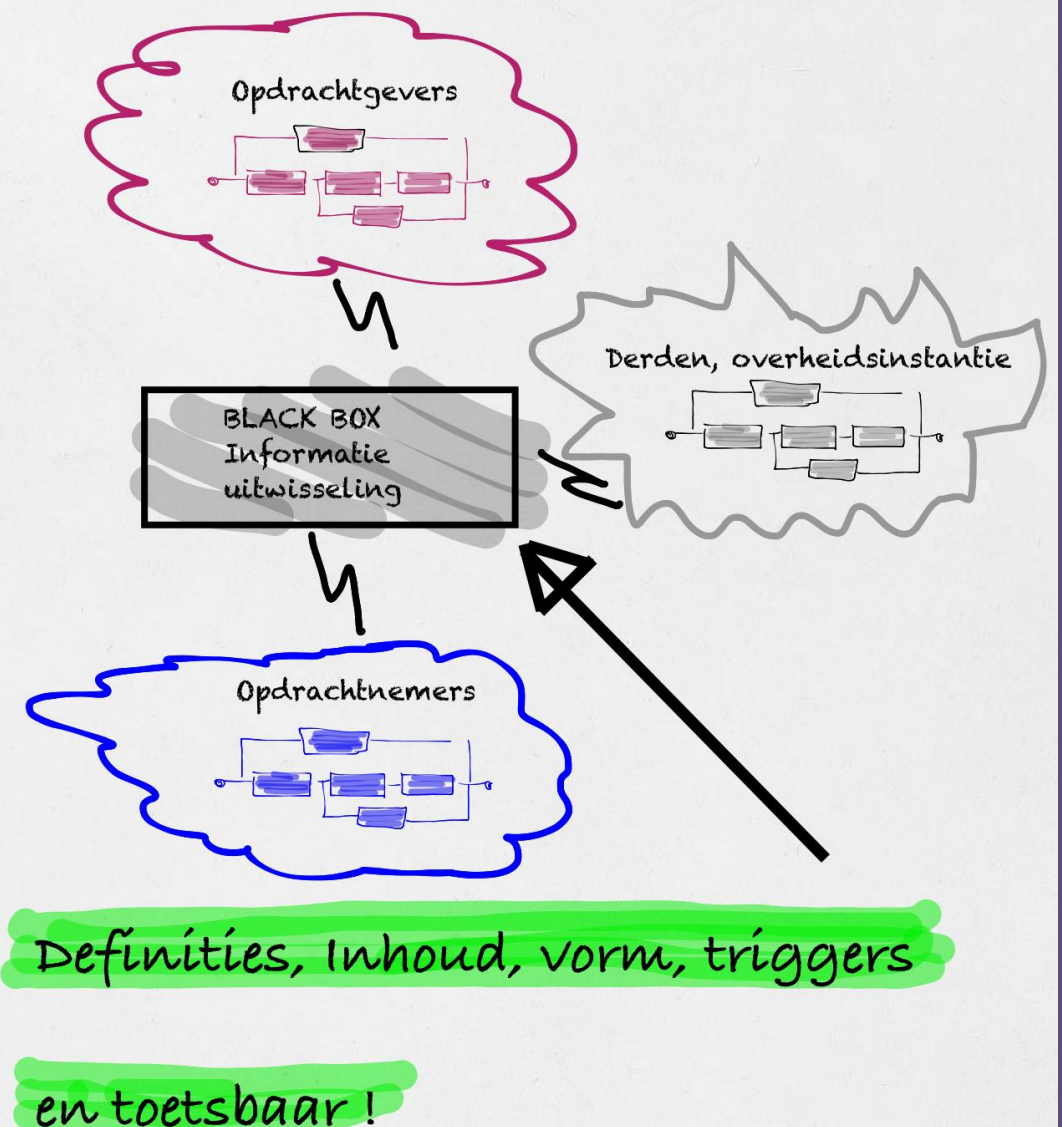 Opdrachtgevers
Derden, overheidsinstantie
BLACK BOX
Informatie
uitwisseling
Opdrachtnemers
Definities, Inhoud, vorm, triggers
en toetsbaar !